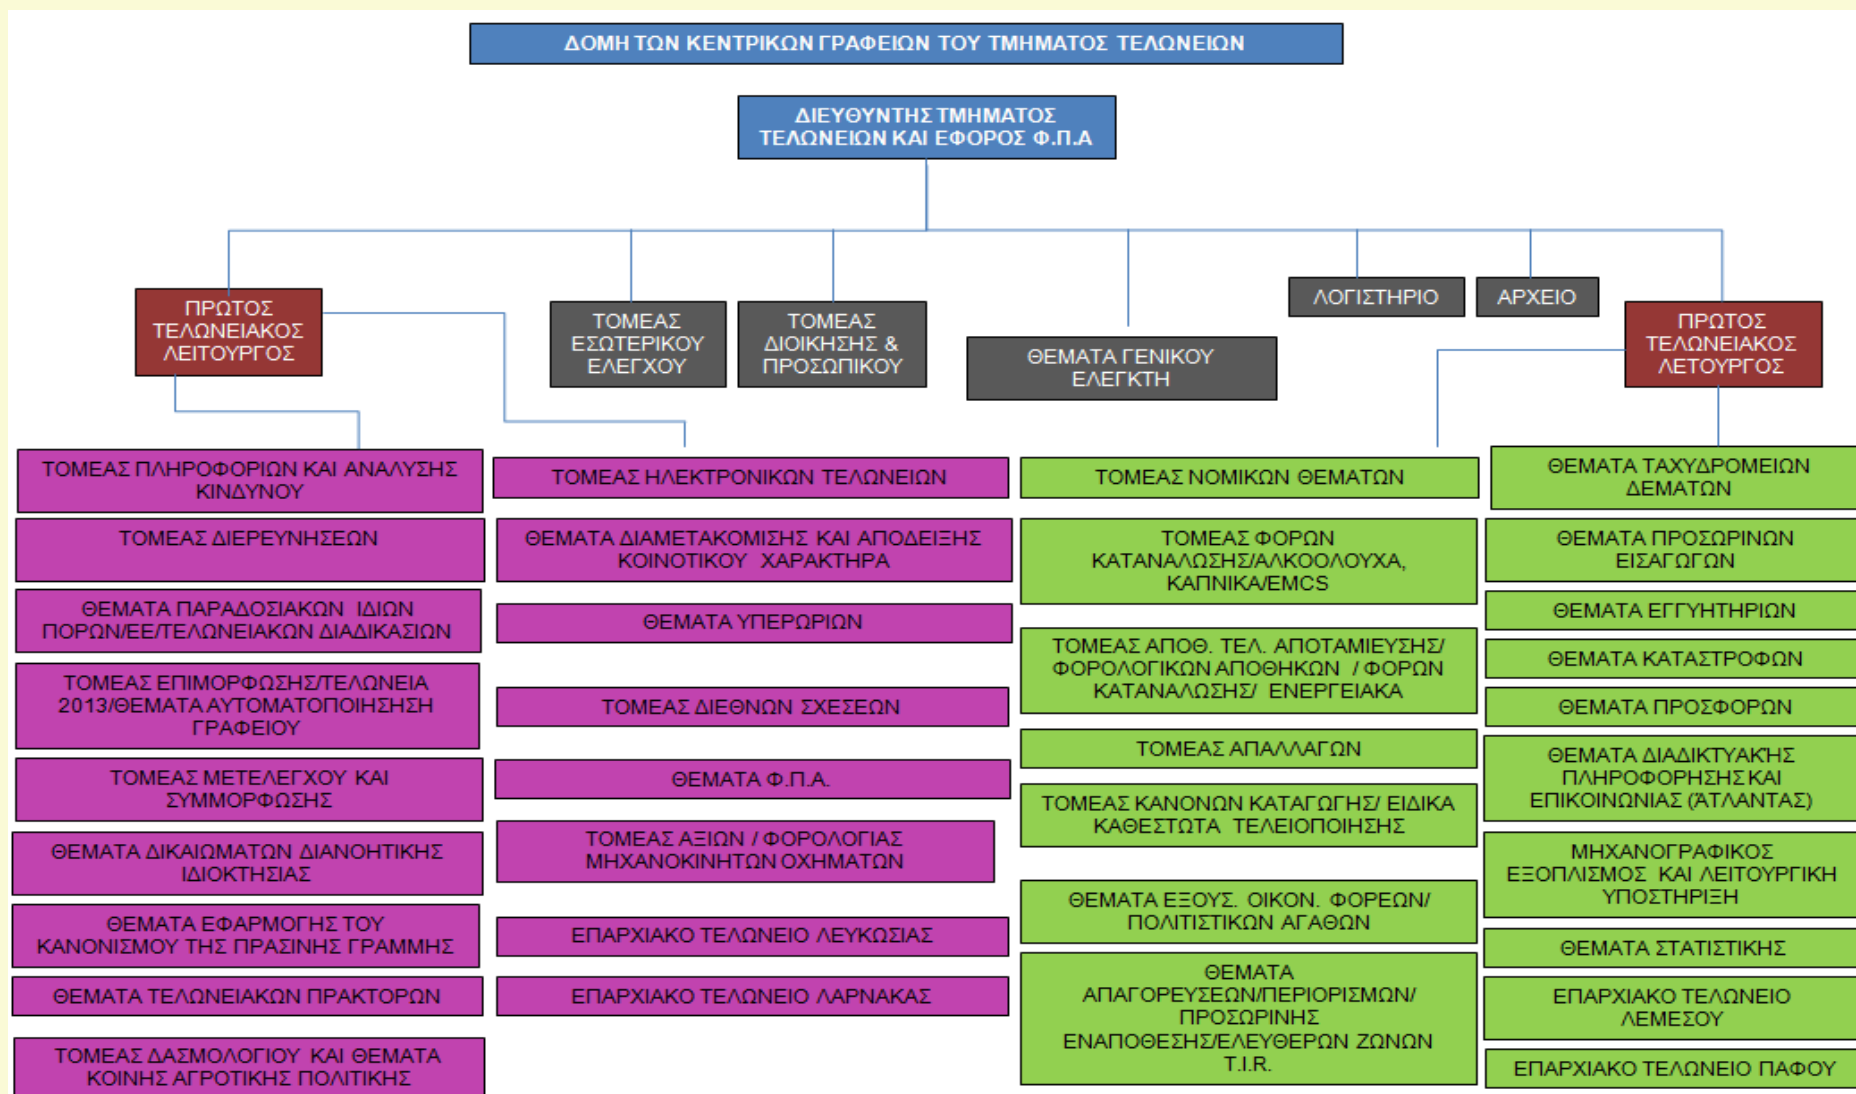 ΔΟΜΗ ΤΩΝ ΚΕΝΤΡΙΚΩΝ ΓΡΑΦΕΙΩΝ ΤΟΥ ΤΜΗΜΑΤΟΣ ΤΕΛΩΝΕΙΩΝ
ΔΙΕΥΘΥΝΤΗΣ ΤΜΗΜΑΤΟΣ
ΤΕΛΩΝΕΙΩΝ ΚΑΙ ΕΦΟΡΟΣ Φ.Π.Α
ΠΡΩΤΟΣ
ΤΕΛΩΝΕΙΑΚΟΣ
ΛΕΙΤΟΥΡΓΟΣ
ΤΟΜΕΑΣ
ΕΣΩΤΕΡΙΚΟΥ
ΕΛΕΓΧΟΥ
ΤΟΜΕΑΣ
ΔΙΟΙΚΗΣΗΣ &
ΠΡΟΣΩΠΙΚΟΥ
ΘΕΜΑΤΑ ΓΕΝΙΚΟΥ
ΕΛΕΓΚΤΗ
ΛΟΓΙΣΤΗΡΙΟ
ΑΡΧΕΙΟ
ΠΡΩΤΟΣ
ΤΕΛΩΝΕΙΑΚΟΣ
ΛΕΤΟΥΡΓΟΣ
ΤΟΜΕΑΣ ΠΛΗΡΟΦΟΡΙΩΝ ΚΑΙ ΑΝΑΛΥΣΗΣ
ΚΙΝΔΥΝΟΥ
ΤΟΜΕΑΣ ΔΙΕΡΕΥΝΗΣΕΩΝ
ΘΕΜΑΤΑ ΠΑΡΑΔΟΣΙΑΚΩΝ ΙΔΙΩΝ
ΠΟΡΩΝ/ΕΕ/ΤΕΛΩΝΕΙΑΚΩΝ ΔΙΑΔΙΚΑΣΙΩΝ
ΤΟΜΕΑΣ ΕΠΙΜΟΡΦΩΣΗΣ/ΤΕΛΩΝΕΙΑ
2013/ΘΕΜΑΤΑ ΑΥΤΟΜΑΤΟΠΟΙΗΣΗΣΗ
ΓΡΑΦΕΙΟΥ
ΤΟΜΕΑΣ ΜΕΤΕΛΕΓΧΟΥ ΚΑΙ
ΣΥΜΜΟΡΦΩΣΗΣ
ΘΕΜΑΤΑ ΔΙΚΑΙΩΜΑΤΩΝ ΔΙΑΝΟΗΤΙΚΗΣ
ΙΔΙΟΚΤΗΣΙΑΣ
ΘΕΜΑΤΑ ΕΦΑΡΜΟΓΗΣ ΤΟΥ
ΚΑΝΟΝΙΣΜΟΥ ΤΗΣ ΠΡΑΣΙΝΗΣ ΓΡΑΜΜΗΣ
ΘΕΜΑΤΑ ΤΕΛΩΝΕΙΑΚΩΝ ΠΡΑΚΤΟΡΩΝ
ΤΟΜΕΑΣ ΔΑΣΜΟΛΟΓΙΟΥ ΚΑΙ ΘΕΜΑΤΑ
ΚΟΙΝΗΣ ΑΓΡΟΤΙΚΗΣ ΠΟΛΙΤΙΚΗΣ
ΤΟΜΕΑΣ ΗΛΕΚΤΡΟΝΙΚΩΝ ΤΕΛΩΝΕΙΩΝ
ΘΕΜΑΤΑ ΔΙΑΜΕΤΑΚΟΜΙΣΗΣ ΚΑΙ ΑΠΟΔΕΙΞΗΣ
ΚΟΙΝΟΤΙΚΟΥ ΧΑΡΑΚΤΗΡΑ
ΘΕΜΑΤΑ ΥΠΕΡΩΡΙΩΝ
ΤΟΜΕΑΣ ΔΙΕΘΝΩΝ ΣΧΕΣΕΩΝ
ΘΕΜΑΤΑ Φ.Π.Α.
ΤΟΜΕΑΣ ΑΞΙΩΝ / ΦΟΡΟΛΟΓΙΑΣ
ΜΗΧΑΝΟΚΙΝΗΤΩΝ ΟΧΗΜΑΤΩΝ
ΕΠΑΡΧΙΑΚΟ ΤΕΛΩΝΕΙΟ ΛΕΥΚΩΣΙΑΣ
ΕΠΑΡΧΙΑΚΟ ΤΕΛΩΝΕΙΟ ΛΑΡΝΑΚΑΣ
ΤΟΜΕΑΣ ΝΟΜΙΚΩΝ ΘΕΜΑΤΩΝ
ΤΟΜΕΑΣ ΦΟΡΩΝ
ΚΑΤΑΝΑΛΩΣΗΣ/ΑΛΚΟΟΛΟΥΧΑ,
ΚΑΠΝΙΚΑ/EMCS
ΤΟΜΕΑΣ ΑΠΟΘ. ΤΕΛ. ΑΠΟΤΑΜΙΕΥΣΗΣ/
ΦΟΡΟΛΟΓΙΚΩΝ ΑΠΟΘΗΚΩΝ / ΦΟΡΩΝ
ΚΑΤΑΝΑΛΩΣΗΣ/ ΕΝΕΡΓΕΙΑΚΑ
ΤΟΜΕΑΣ ΑΠΑΛΛΑΓΩΝ
ΤΟΜΕΑΣ ΚΑΝΟΝΩΝ ΚΑΤΑΓΩΓΗΣ/ ΕΙΔΙΚΑ
ΚΑΘΕΣΤΩΤΑ ΤΕΛΕΙΟΠΟΙΗΣΗΣ
ΘΕΜΑΤΑ ΕΞΟΥΣ. ΟΙΚΟΝ. ΦΟΡΕΩΝ/
ΠΟΛΙΤΙΣΤΙΚΩΝ ΑΓΑΘΩΝ
ΘΕΜΑΤΑ
ΑΠΑΓΟΡΕΥΣΕΩΝ/ΠΕΡΙΟΡΙΣΜΩΝ/
ΠΡΟΣΩΡΙΝΗΣ
ΕΝΑΠΟΘΕΣΗΣ/ΕΛΕΥΘΕΡΩΝ ΖΩΝΩΝ
T.I.R.
ΘΕΜΑΤΑ ΤΑΧΥΔΡΟΜΕΙΩΝ
ΔΕΜΑΤΩΝ
ΘΕΜΑΤΑ ΠΡΟΣΩΡΙΝΩΝ
ΕΙΣΑΓΩΓΩΝ
ΘΕΜΑΤΑ ΕΓΓΥΗΤΗΡΙΩΝ
ΘΕΜΑΤΑ ΚΑΤΑΣΤΡΟΦΩΝ
ΘΕΜΑΤΑ ΠΡΟΣΦΟΡΩΝ
ΘΕΜΑΤΑ ΔΙΑΔΙΚΤΥΑΚΉΣ
ΠΛΗΡΟΦΟΡΗΣΗΣ ΚΑΙ
ΕΠΙΚΟΙΝΩΝΙΑΣ (ΆΤΛΑΝΤΑΣ)
ΜΗΧΑΝΟΓΡΑΦΙΚΟΣ
ΕΞΟΠΛΙΣΜΟΣ ΚΑΙ ΛΕΙΤΟΥΡΓΙΚΗ
ΥΠΟΣΤΗΡΙΞΗ
ΘΕΜΑΤΑ ΣΤΑΤΙΣΤΙΚΗΣ
ΕΠΑΡΧΙΑΚΟ ΤΕΛΩΝΕΙΟ
ΛΕΜΕΣΟΥ
ΕΠΑΡΧΙΑΚΟ ΤΕΛΩΝΕΙΟ ΠΑΦΟΥ